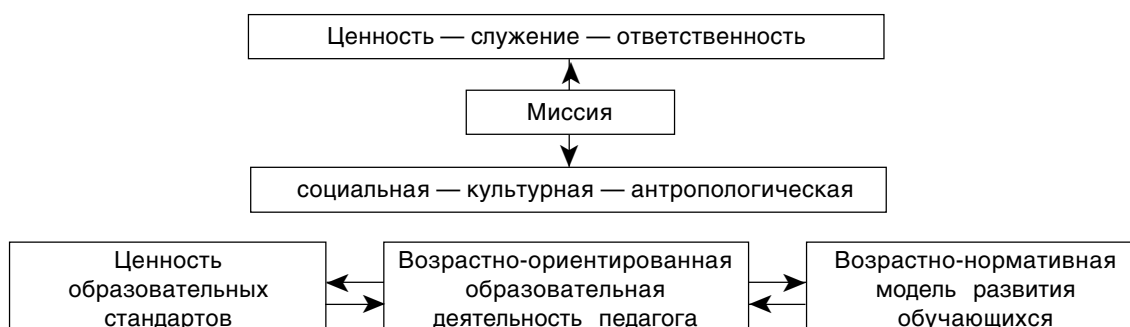 Ценность — служение — ответственность
Миссия
социальная — культурная — антропологическая
Ценность
образовательных
стандартов
Возрастно-ориентированная
образовательная
деятельность педагога
Возрастно-нормативная
модель развития
обучающихся